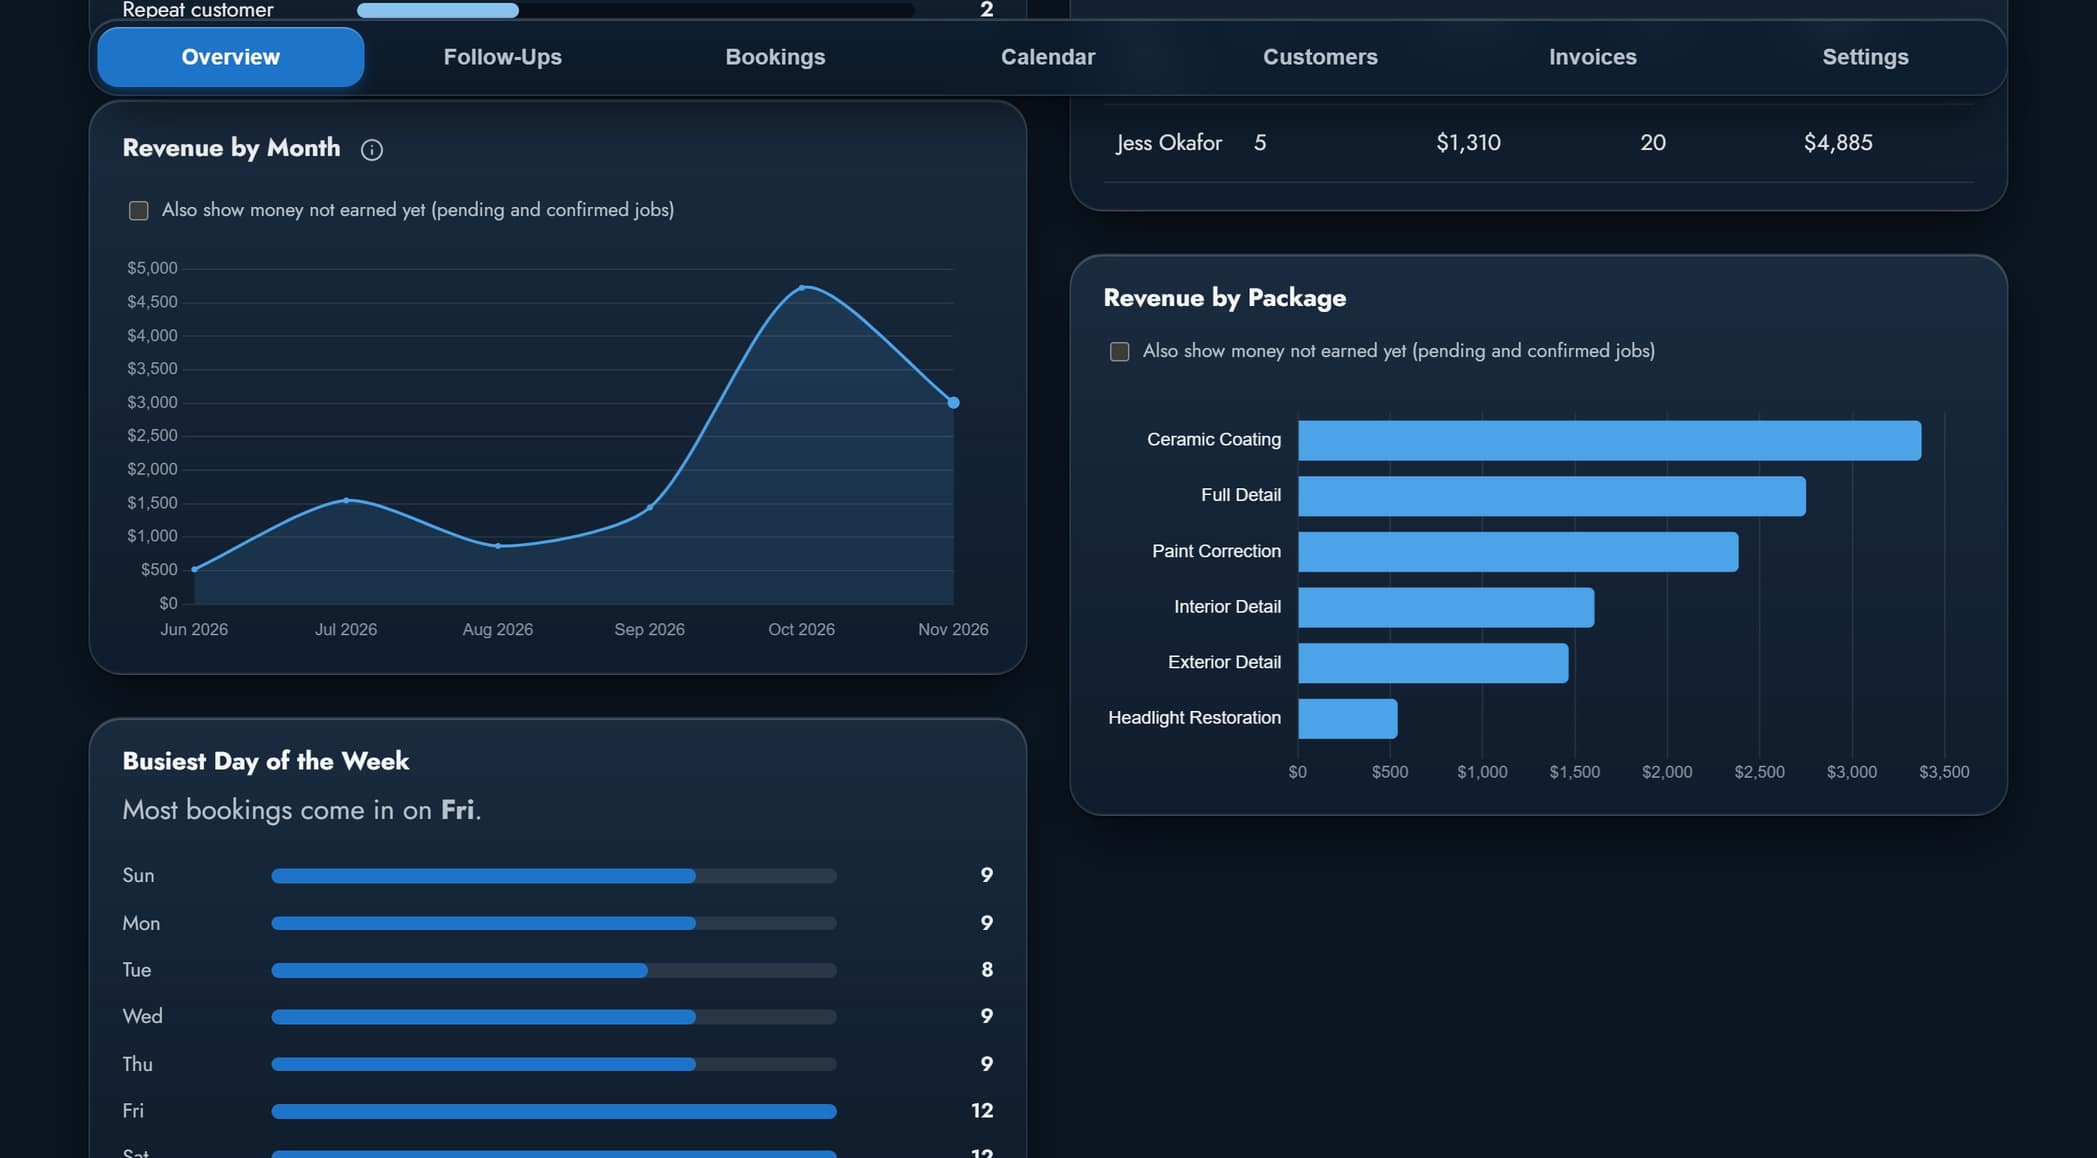 Repeat customer 2
Overview Follow-Ups Bookings Calendar Customers Invoices Settings
Revenue by Month
Also show money not earned yet (pending and confirmed jobs)
$5,000
$4,500
$4,000
$3,500
$3,000
$2,500
$2,000
$1,500
$1,000
$500
$0
Jun 2026 Jul 2026 Aug 2026 Sep 2026 Oct 2026 Nov 2026
Busiest Day of the Week
Most bookings come in on Fri.
Sun 9
Mon 9
Tue 8
Wed 9
Thu 9
Fri 12
Sat 12
Jess Okafor 5 $1,310 20 $4,885
Revenue by Package
Also show money not earned yet (pending and confirmed jobs)
Ceramic Coating
Full Detail
Paint Correction
Interior Detail
Exterior Detail
Headlight Restoration
$0 $500 $1,000 $1,500 $2,000 $2,500 $3,000 $3,500